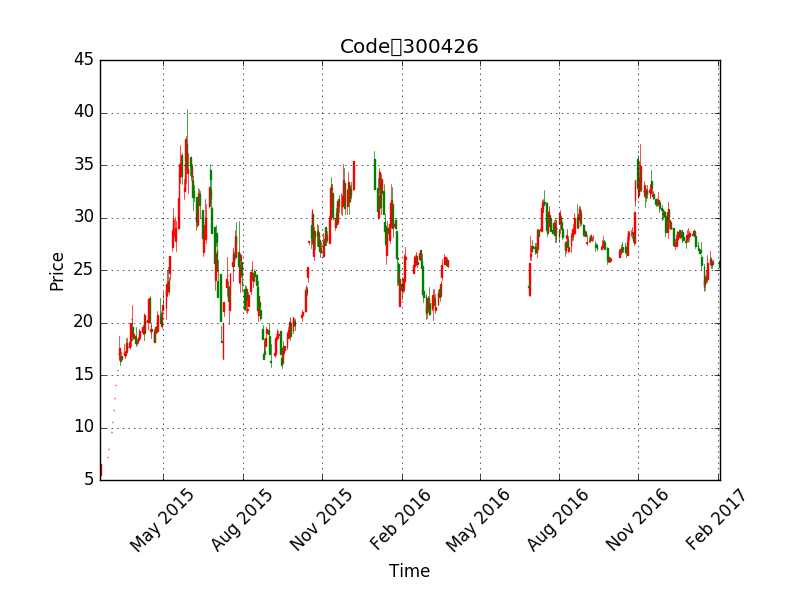 Code▯300426
45
40
35
30
25
20
15
10
5
Price
May 2015
Aug 2015
Nov 2015
Feb 2016
May 2016
Aug 2016
Nov 2016
Feb 2017
Time